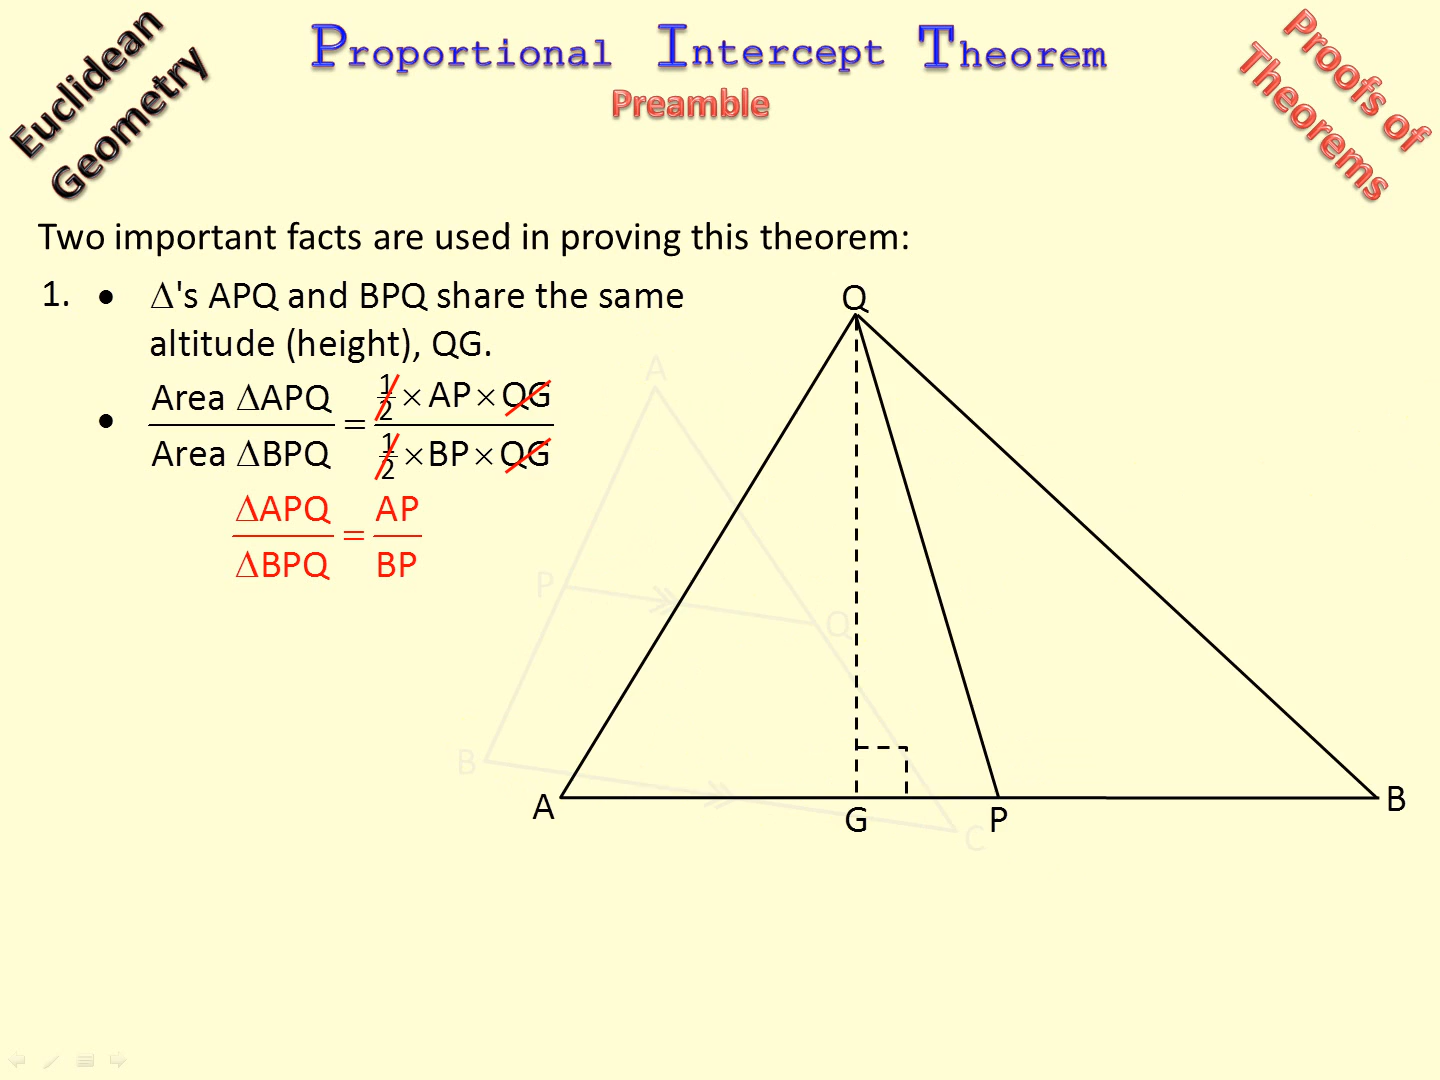 Euclidean
Geometry
Proportional Intercept Theorem
Preamble
Proofs of
Theorems
Two important facts are used in proving this theorem:
1. • Δ's APQ and BPQ share the same
altitude (height), QG.
• Area ΔAPQ / Area ΔBPQ = 1/2 × AP × QG / 1/2 × BP × QG
ΔAPQ / ΔBPQ = AP / BP
Q
A
G
P
B
A
P
Q
B
C